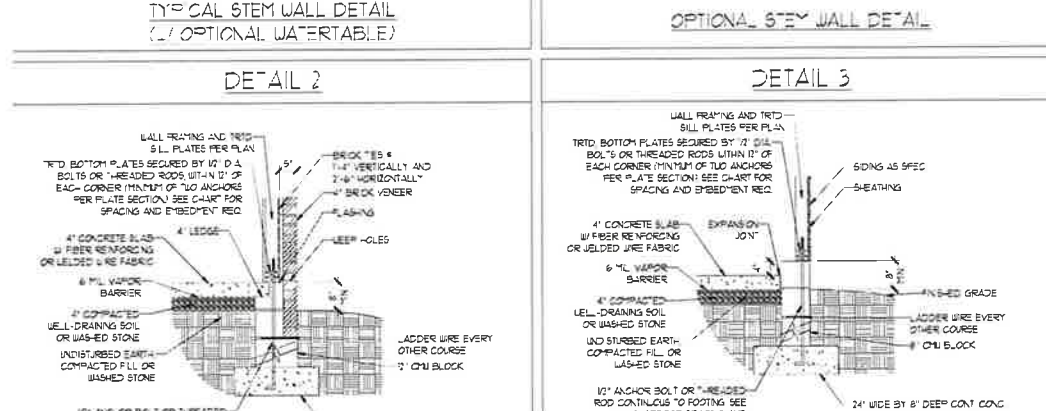 TYPICAL STEM WALL DETAIL
(W/ OPTIONAL WATERTABLE)
OPTIONAL STEM WALL DETAIL
DETAIL 2
WALL FRAMING AND TRTD
SILL PLATES PER PLAN
TRTD. BOTTOM PLATES SECURED BY 1/2" DIA.
BOLTS OR THREADED RODS, WITHIN 12" OF
EACH CORNER (MINIMUM OF TWO ANCHORS
PER PLATE SECTION) SEE CHART FOR
SPACING AND EMBEDMENT REQ.
5"
BRICK TIES @
VERTICALLY AND
HORIZONTALLY
4" BRICK VENEER
FLASHING
WEEP HOLES
4" LEDGE
4" CONCRETE SLAB
W/ FIBER REINFORCING
OR WELDED WIRE FABRIC
6 MIL. VAPOR
BARRIER
4" COMPACTED
WELL-DRAINING SOIL
OR WASHED STONE
UNDISTURBED EARTH,
COMPACTED FILL OR
WASHED STONE
8" MIN.
LADDER WIRE EVERY
OTHER COURSE
12" CMU BLOCK
1/2" ANCHOR BOLT OR THREADED
DETAIL 3
WALL FRAMING AND TRTD
SILL PLATES PER PLAN
TRTD. BOTTOM PLATES SECURED BY 1/2" DIA.
BOLTS OR THREADED RODS WITHIN 12" OF
EACH CORNER (MINIMUM OF TWO ANCHORS
PER PLATE SECTION) SEE CHART FOR
SPACING AND EMBEDMENT REQ.
SIDING AS SPEC
SHEATHING
4" CONCRETE SLAB
W/ FIBER REINFORCING
OR WELDED WIRE FABRIC
EXPANSION
JOINT
6 MIL. VAPOR
BARRIER
4"
8" MIN.
4" COMPACTED
WELL-DRAINING SOIL
OR WASHED STONE
UNDISTURBED EARTH,
COMPACTED FILL OR
WASHED STONE
FINISHED GRADE
LADDER WIRE EVERY
OTHER COURSE
8" CMU BLOCK
1/2" ANCHOR BOLT OR THREADED
ROD CONTINUOUS TO FOOTING SEE
24" WIDE BY 8" DEEP CONT CONC